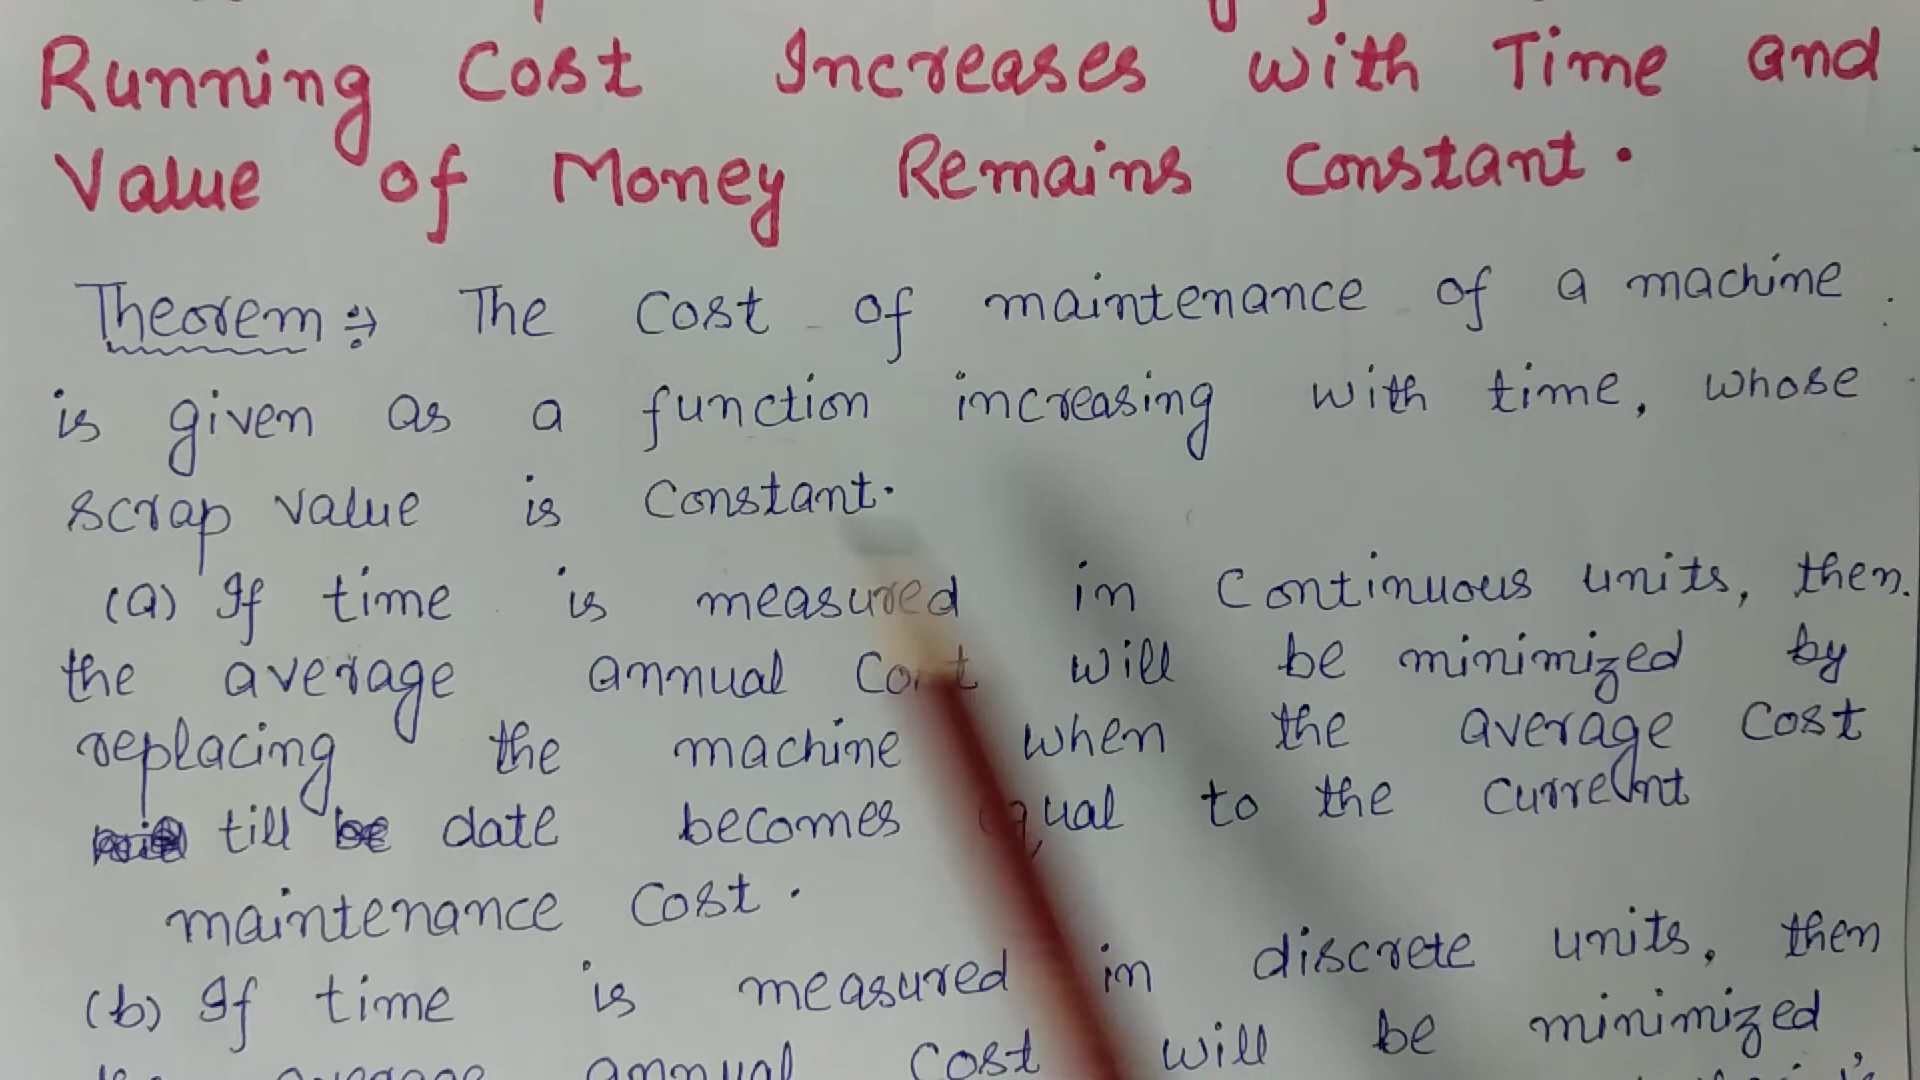 Running Cost Increases with Time and
Value of Money Remains Constant.
Theorem :⇒ The Cost of maintenance of a machine
is given as a function increasing with time, whose
scrap value is Constant.
(a) If time is measured in Continuous units, then
the average annual Cost will be minimized by
replacing the machine when the average Cost
till date becomes equal to the current
maintenance Cost.
(b) If time is measured in discrete units, then
average annual Cost will be minimized